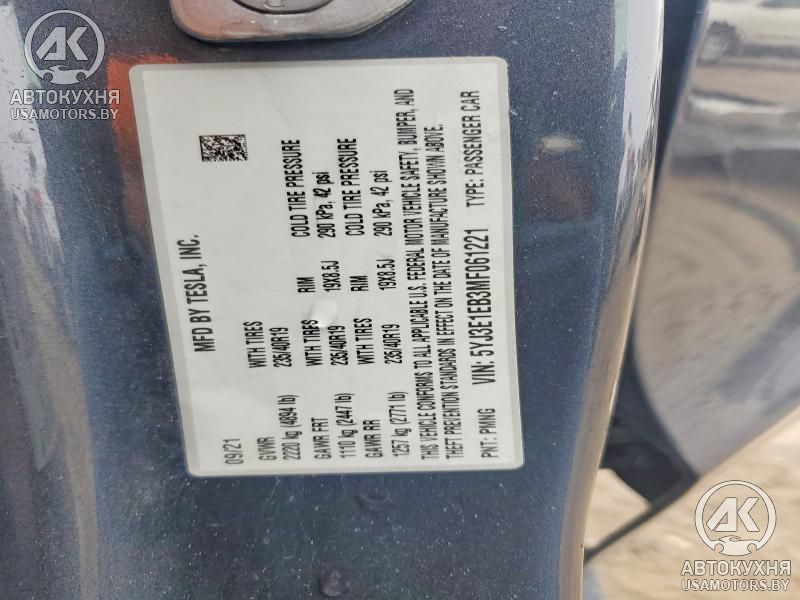 MFD BY TESLA, INC.
09/21
GVWR WITH TIRES RIM COLD TIRE PRESSURE
2220 kg (4894 lb) 235/40R19 19X8.5J 290 kPa, 42 psi
GAWR FRT WITH TIRES RIM COLD TIRE PRESSURE
1110 kg (2447 lb) 235/40R19 19X8.5J 290 kPa, 42 psi
GAWR RR WITH TIRES
1257 kg (2771 lb) 235/40R19
THIS VEHICLE CONFORMS TO ALL APPLICABLE U.S. FEDERAL MOTOR VEHICLE SAFETY, BUMPER, AND
THEFT PREVENTION STANDARDS IN EFFECT ON THE DATE OF MANUFACTURE SHOWN ABOVE.
PNT: PMNG VIN: 5YJ3E1EB3MF061221 TYPE: PASSENGER CAR
АК
АВТОКУХНЯ
USAMOTORS.BY
АК
АВТОКУХНЯ
USAMOTORS.BY